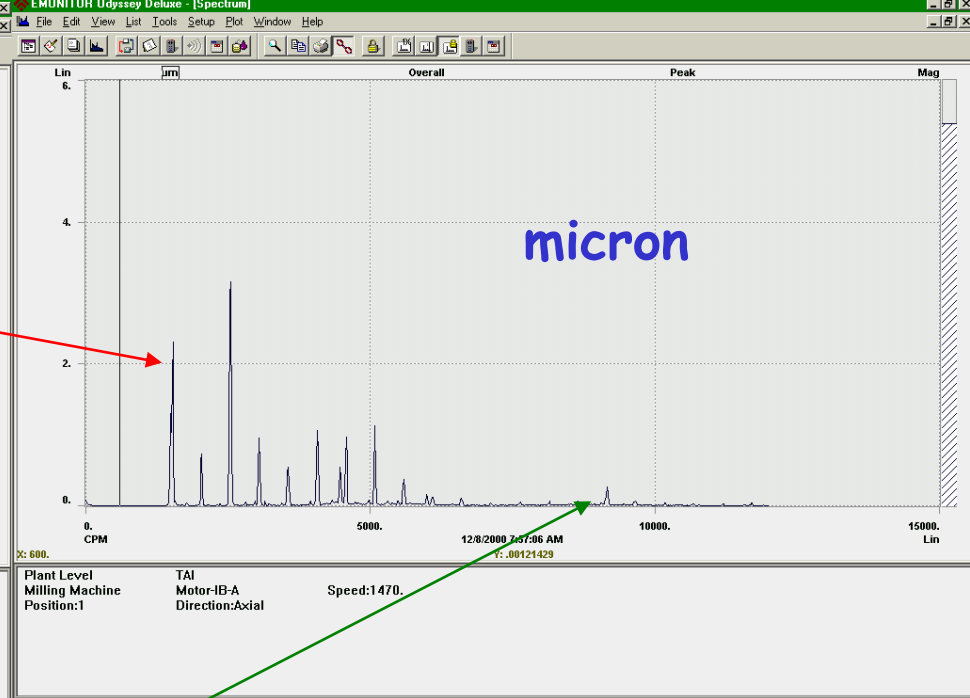 EMONITOR Odyssey Deluxe - [Spectrum]
File Edit View List Tools Setup Plot Window Help
Lin um Overall Peak Mag
6.
4.
micron
2.
0.
0. 5000. 10000. 15000.
CPM 12/8/2000 7:37:06 AM Lin
X: 600. Y: .00121429
Plant Level TAI
Milling Machine Motor-IB-A Speed:1470.
Position:1 Direction:Axial